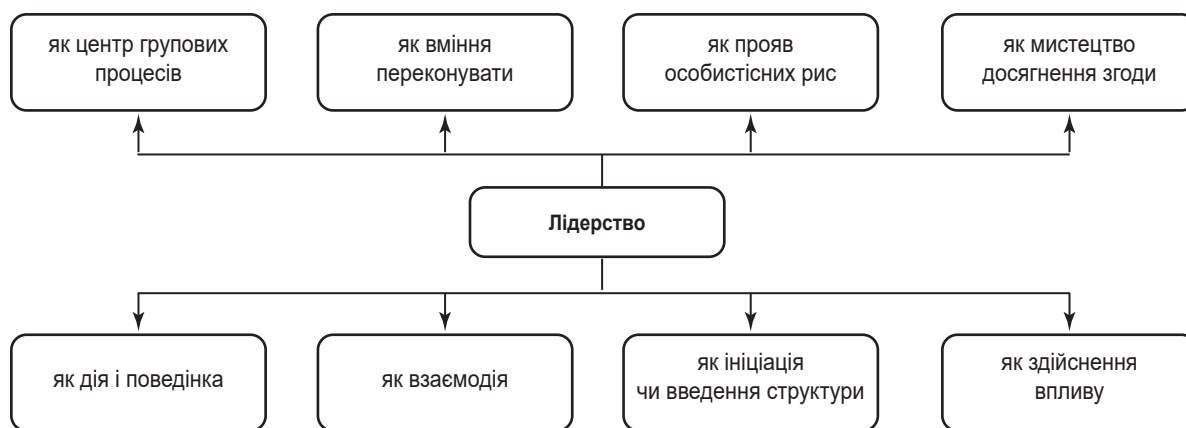 як центр групових
процесів
як вміння
переконувати
як прояв
особистісних рис
як мистецтво
досягнення згоди
Лідерство
як дія і поведінка
як взаємодія
як ініціація
чи введення структури
як здійснення
впливу